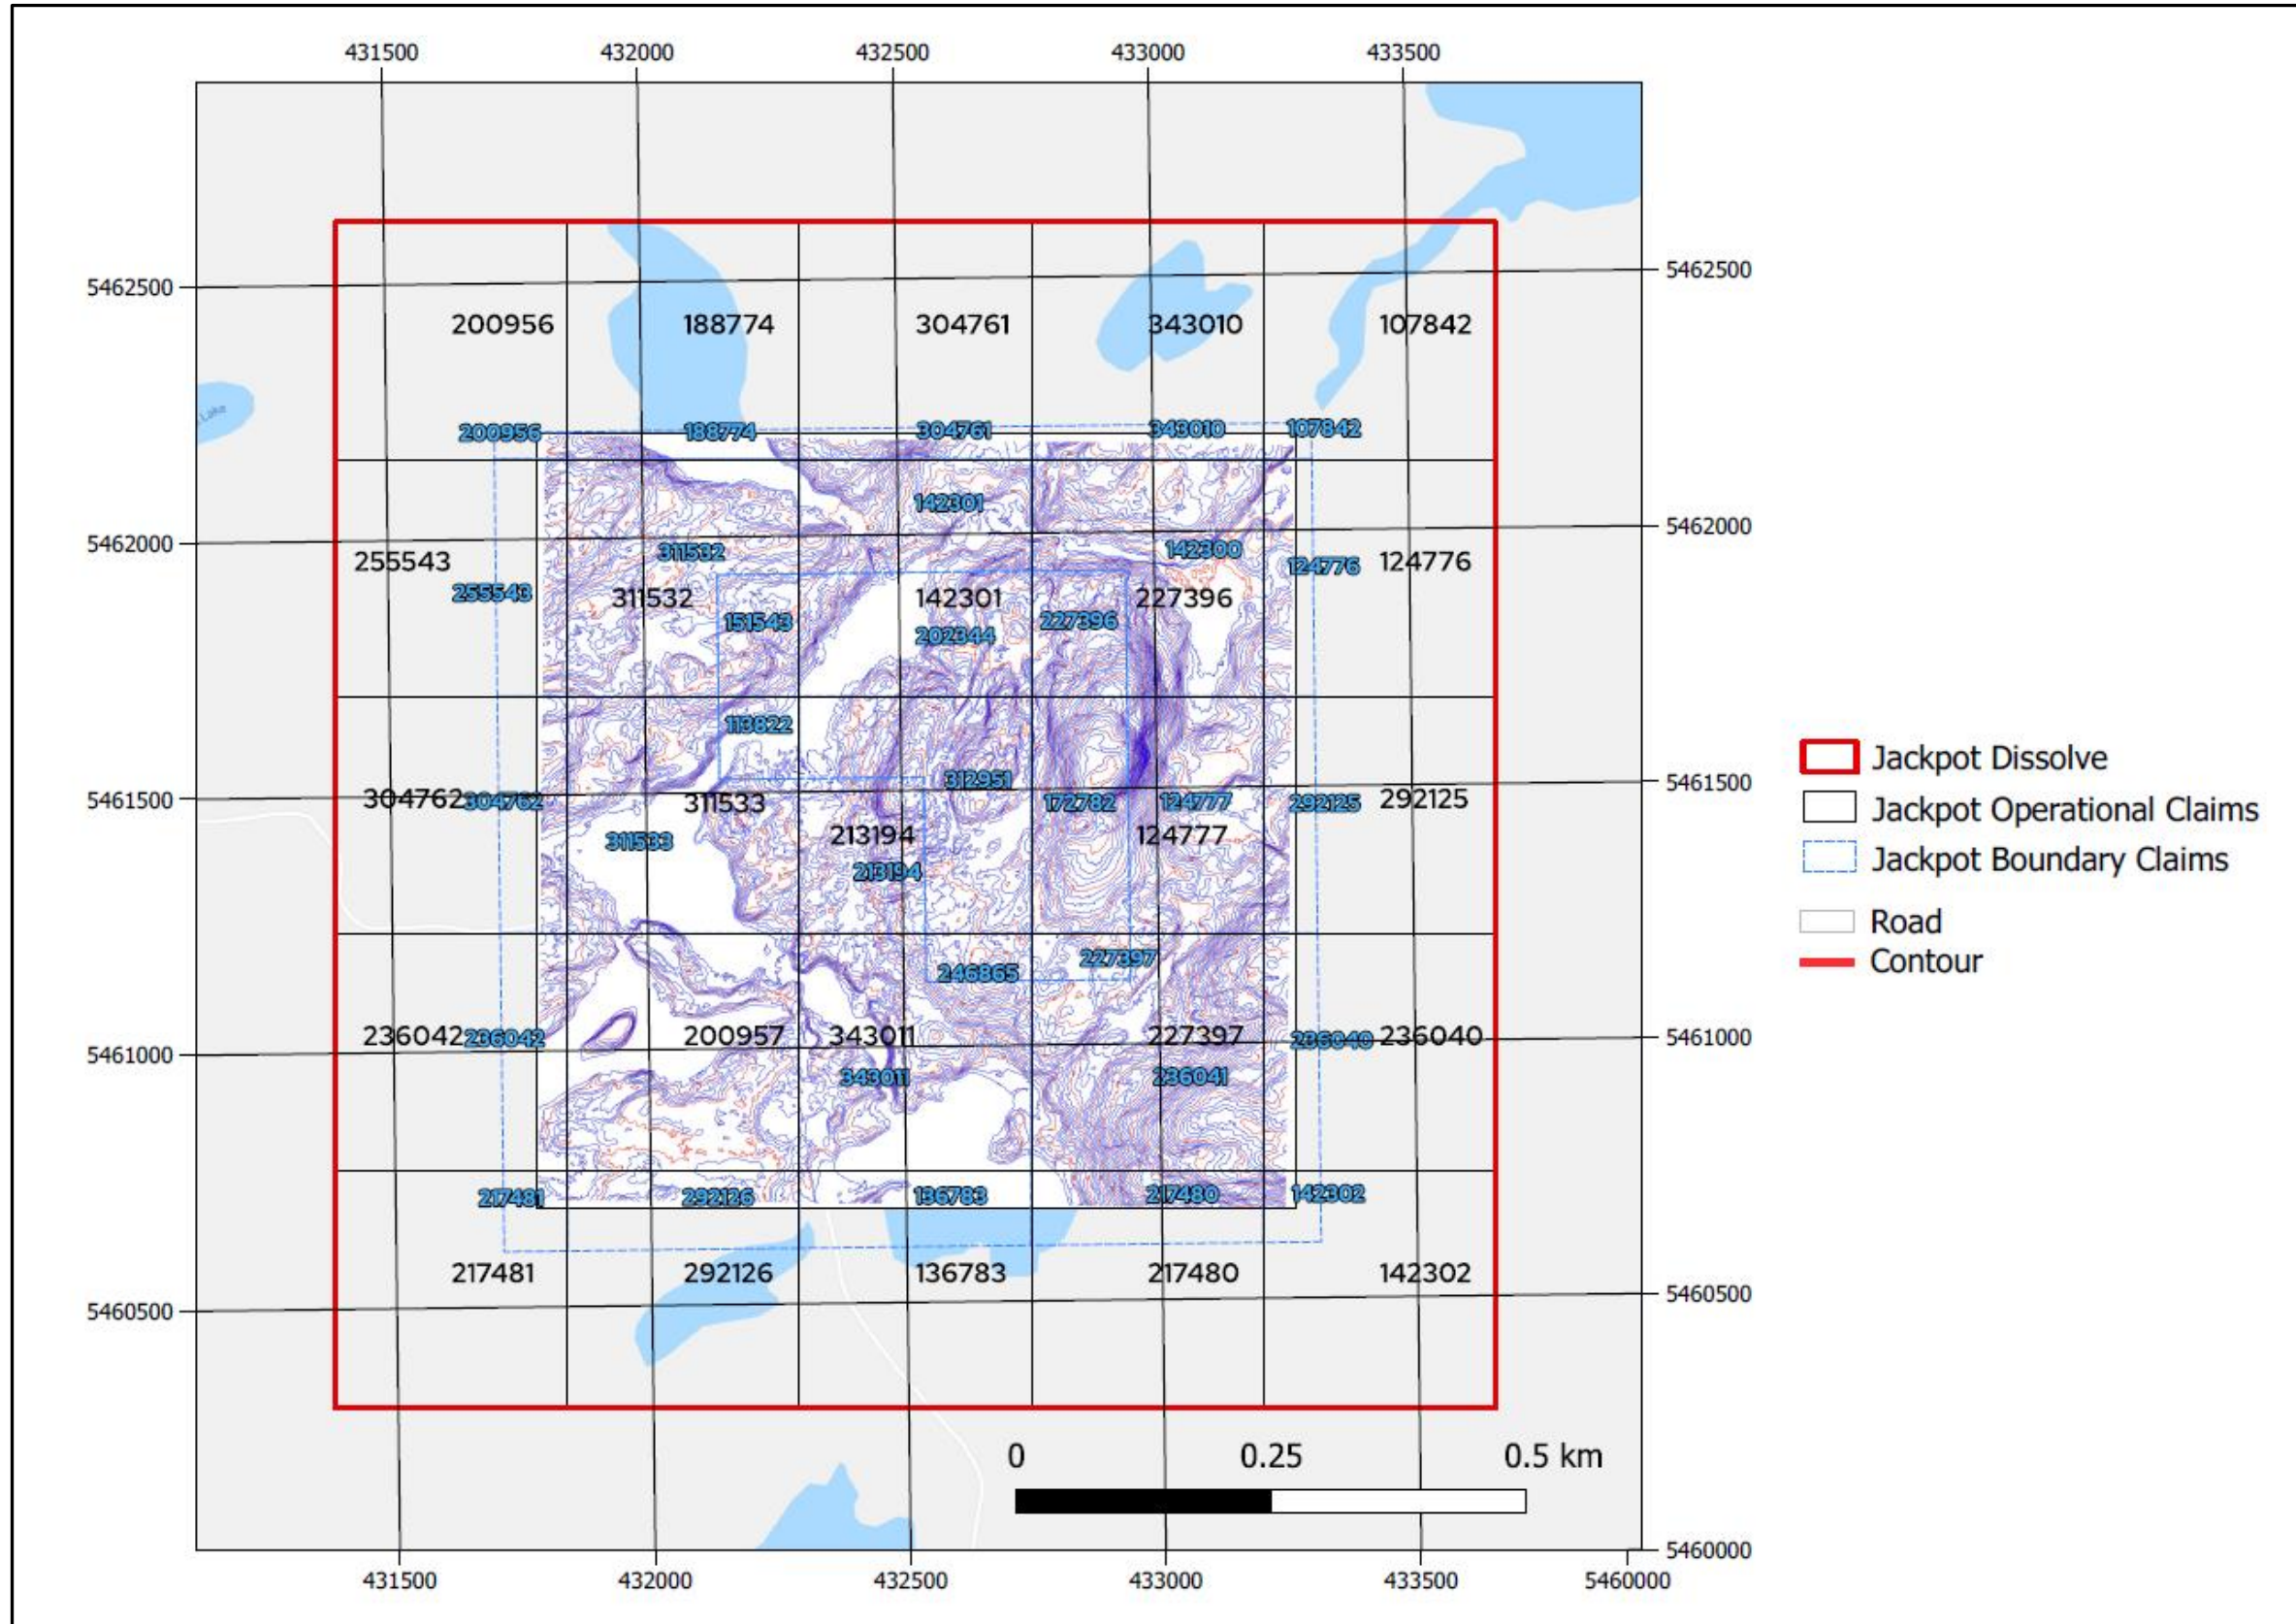 431500 432000 432500 433000 433500
5462500 5462500
200956 188774 304761 343010 107842
Lake
200956 188774 304761 343010 107842
142301
5462000 5462000
311532 142300
255543 124776 124776
255543 311532 142301 227396
151543 202344 227396
113822
312951
5461500 5461500
304762 304762 311533 172782 124777 292125 292125
311533 213194 124777
213194
227397
246865
236042 236042 200957 343011 227397 236040 236040
5461000 5461000
343011 236041
217481 292126 136783 217480 142302
217481 292126 136783 217480 142302
5460500 5460500
0 0.25 0.5 km
5460000
431500 432000 432500 433000 433500 5460000
Jackpot Dissolve
Jackpot Operational Claims
Jackpot Boundary Claims
Road
Contour